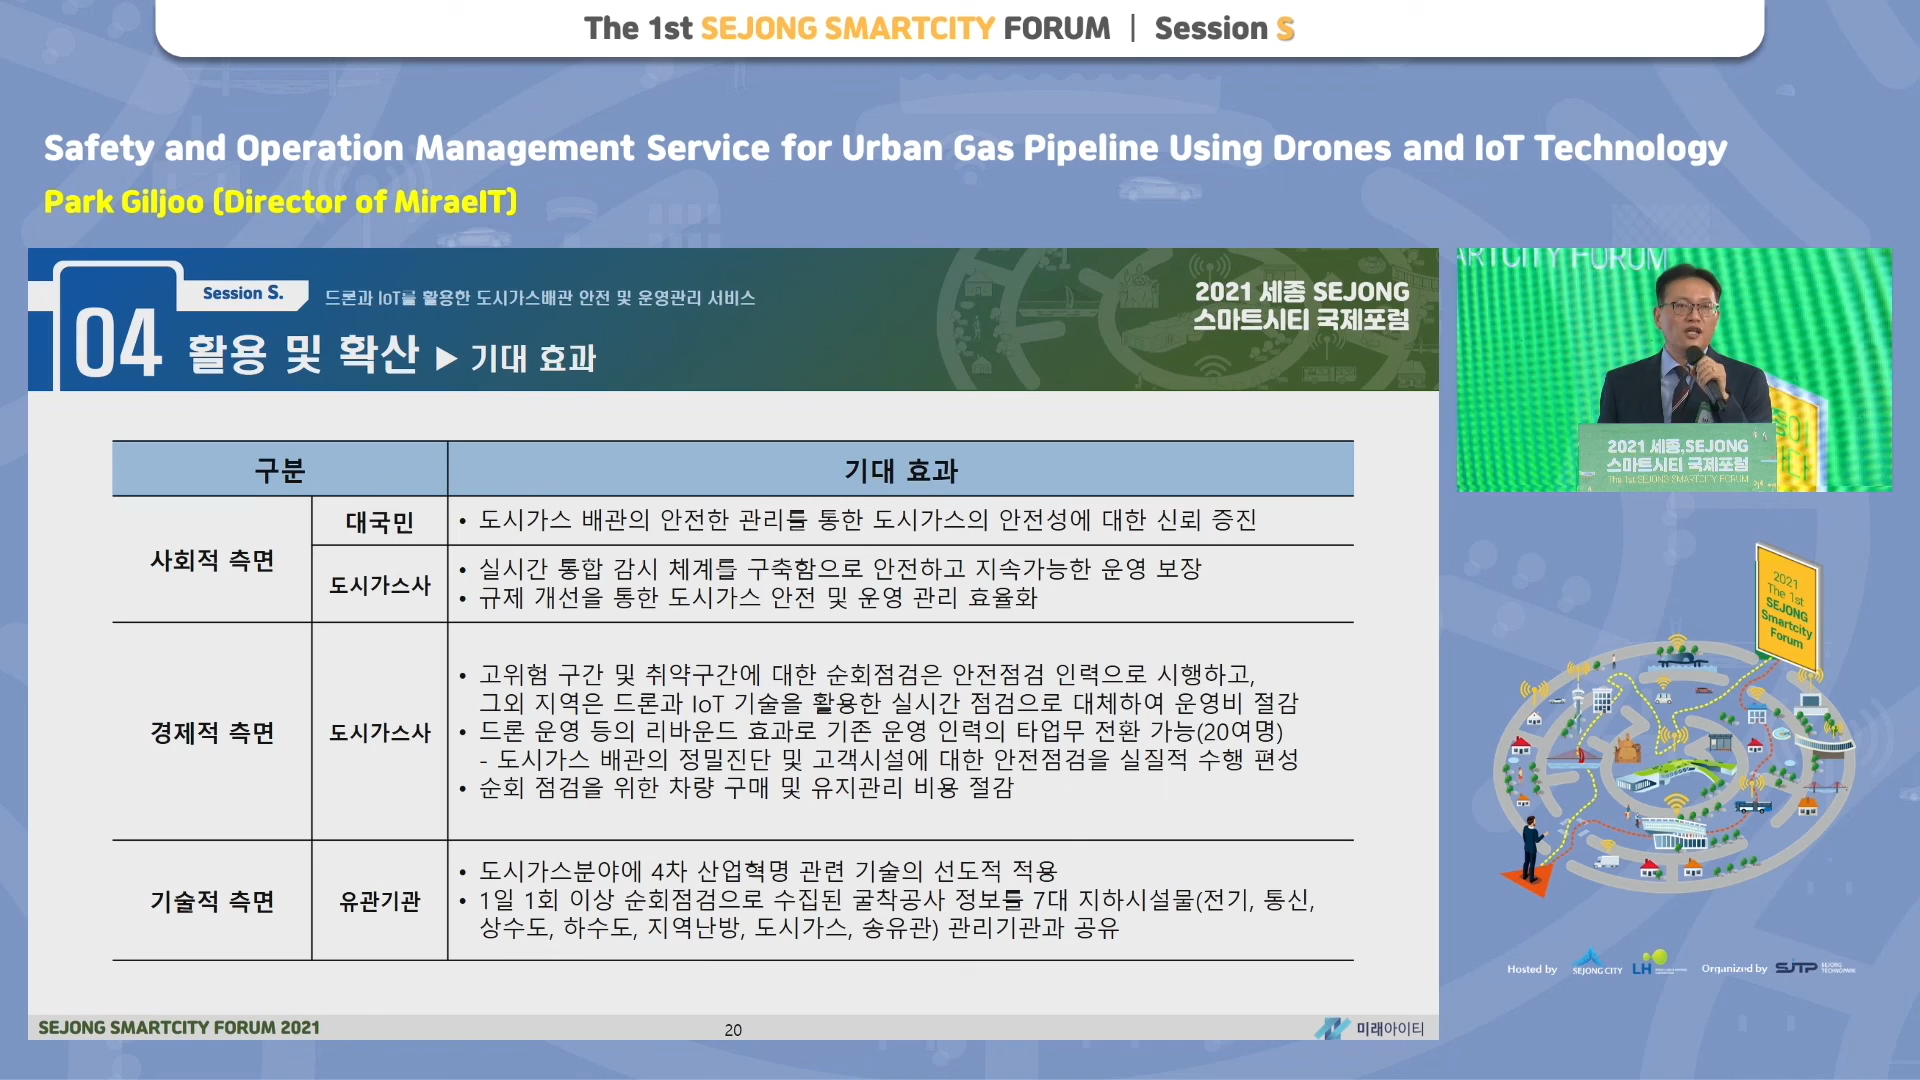 The 1st SEJONG SMARTCITY FORUM | Session S
Safety and Operation Management Service for Urban Gas Pipeline Using Drones and IoT Technology
Park Giljoo (Director of MiraeIT)
Session S.
드론과 IoT를 활용한 도시가스배관 안전 및 운영관리 서비스
04 활용 및 확산 ▶ 기대 효과
2021 세종 SEJONG
스마트시티 국제포럼
구분
기대 효과
사회적 측면
대국민
• 도시가스 배관의 안전한 관리를 통한 도시가스의 안전성에 대한 신뢰 증진
도시가스사
• 실시간 통합 감시 체계를 구축함으로 안전하고 지속가능한 운영 보장
• 규제 개선을 통한 도시가스 안전 및 운영 관리 효율화
경제적 측면
도시가스사
• 고위험 구간 및 취약구간에 대한 순회점검은 안전점검 인력으로 시행하고,
그외 지역은 드론과 IoT 기술을 활용한 실시간 점검으로 대체하여 운영비 절감
• 드론 운영 등의 리바운드 효과로 기존 운영 인력의 타업무 전환 가능(20여명)
- 도시가스 배관의 정밀진단 및 고객시설에 대한 안전점검을 실질적 수행 편성
• 순회 점검을 위한 차량 구매 및 유지관리 비용 절감
기술적 측면
유관기관
• 도시가스분야에 4차 산업혁명 관련 기술의 선도적 적용
• 1일 1회 이상 순회점검으로 수집된 굴착공사 정보를 7대 지하시설물(전기, 통신,
상수도, 하수도, 지역난방, 도시가스, 송유관) 관리기관과 공유
SEJONG SMARTCITY FORUM 2021
20
미래아이티
ARTCITY FORUM
2021 세종,SEJONG
스마트시티 국제포럼
The 1st SEJONG SMARTCITY FORUM
2021
The 1st
SEJONG
Smartcity
Forum
Hosted by
SEJONG CITY
LH
Organized by
SJTP
SEJONG
TECHNOPARK